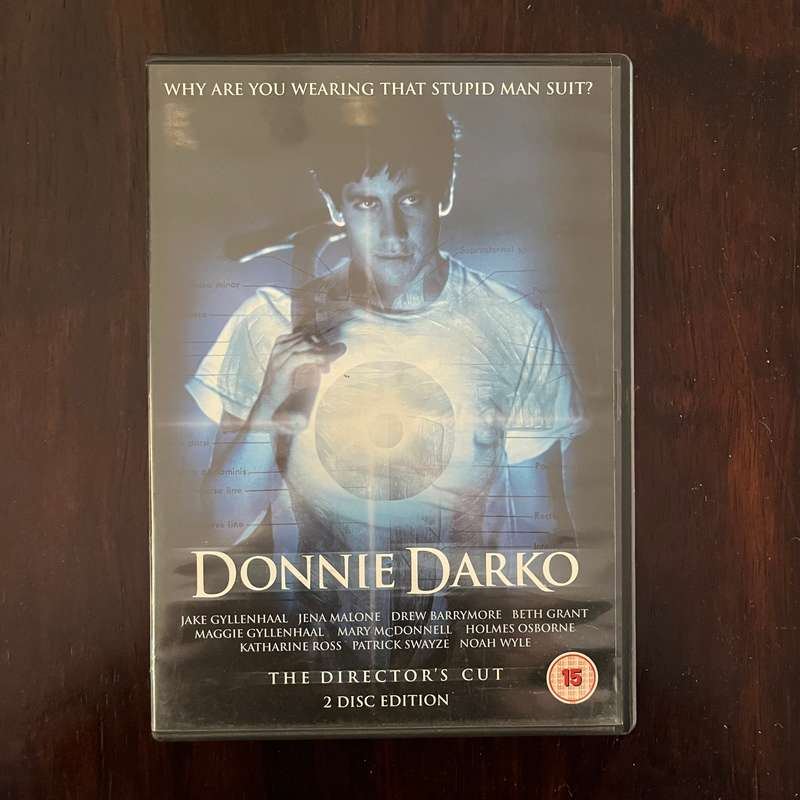 WHY ARE YOU WEARING THAT STUPID MAN SUIT?
DONNIE DARKO
JAKE GYLLENHAAL JENA MALONE DREW BARRYMORE BETH GRANT
MAGGIE GYLLENHAAL MARY McDONNELL HOLMES OSBORNE
KATHARINE ROSS PATRICK SWAYZE NOAH WYLE
THE DIRECTOR'S CUT
2 DISC EDITION
15